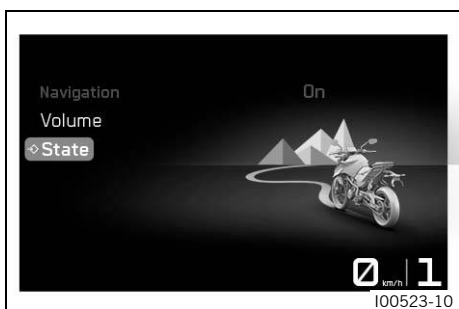 Navigation On
Volume
State
0 km/h 1
I00523-10